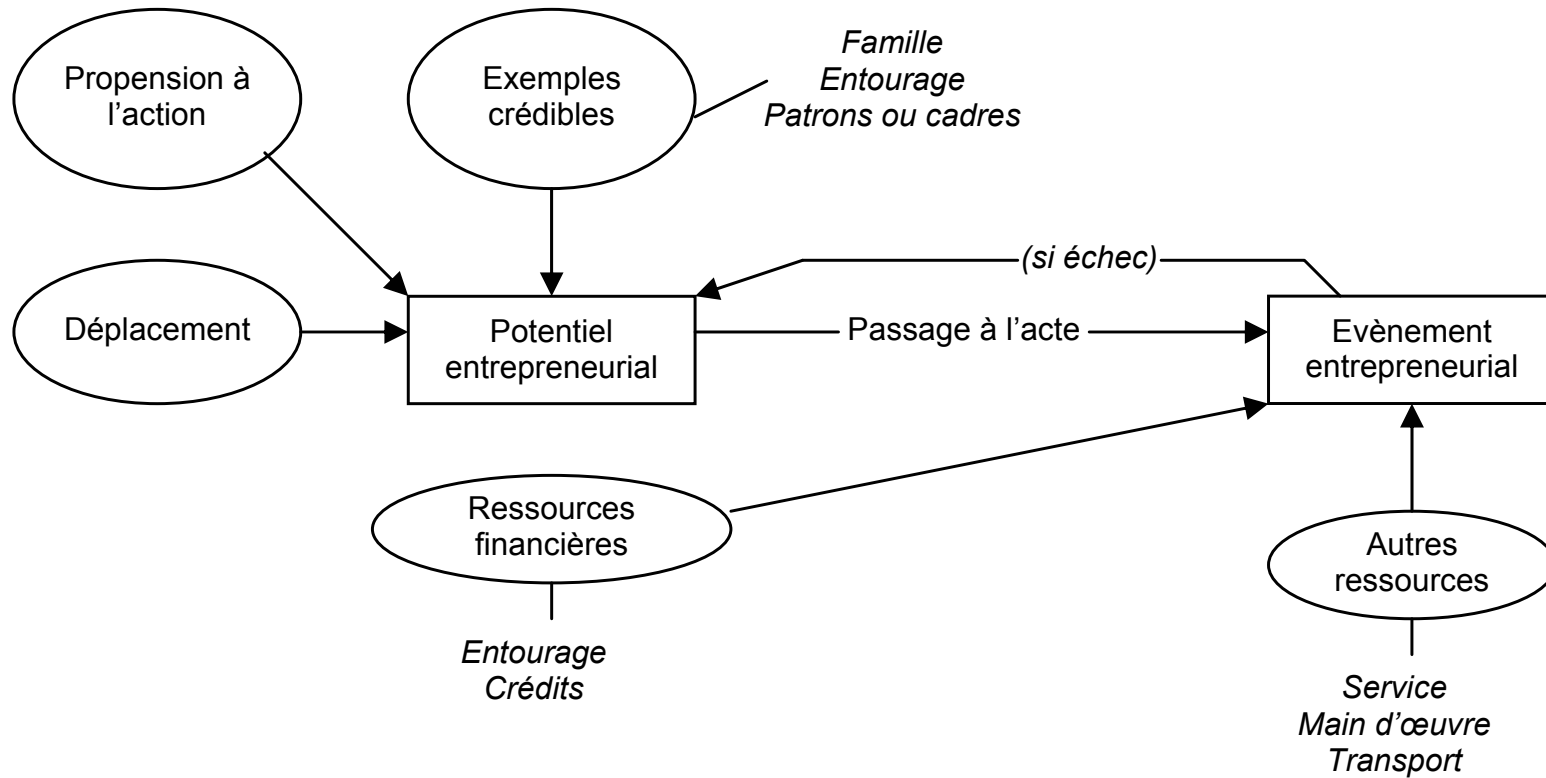 Propension à
l’action
Exemples
crédibles
Famille
Entourage
Patrons ou cadres
(si échec)
Déplacement
Potentiel
entrepreneurial
Passage à l’acte
Evènement
entrepreneurial
Ressources
financières
Autres
ressources
Entourage
Crédits
Service
Main d’œuvre
Transport